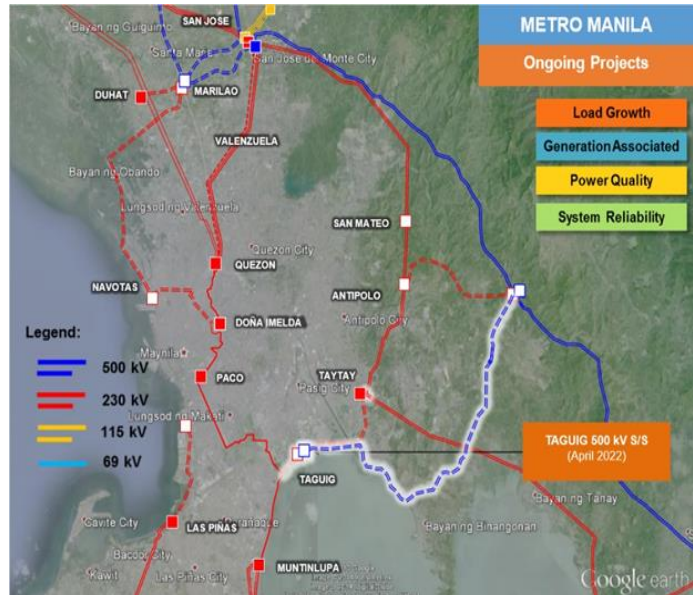 METRO MANILA
Ongoing Projects
Load Growth
Generation Associated
Power Quality
System Reliability
SAN JOSE
Bayan ng Guiguinto
Santa Maria
San Jose del Monte City
DUHAT
MARILAO
VALENZUELA
Bayan ng Obando
Lungsod ng Valenzuela
SAN MATEO
Quezon City
QUEZON
NAVOTAS
ANTIPOLO
DOÑA IMELDA
Antipolo City
Legend:
500 kV
230 kV
115 kV
69 kV
Maynila
PACO
TAYTAY
Pasig City
Lungsod ng Makati
TAGUIG 500 kV S/S
(April 2022)
TAGUIG
Bayan ng Tanay
Bayan ng Binangonan
Cavite City
LAS PIÑAS
Bacoor City
Kawit
Las Piñas City
MUNTINLUPA
Google earth